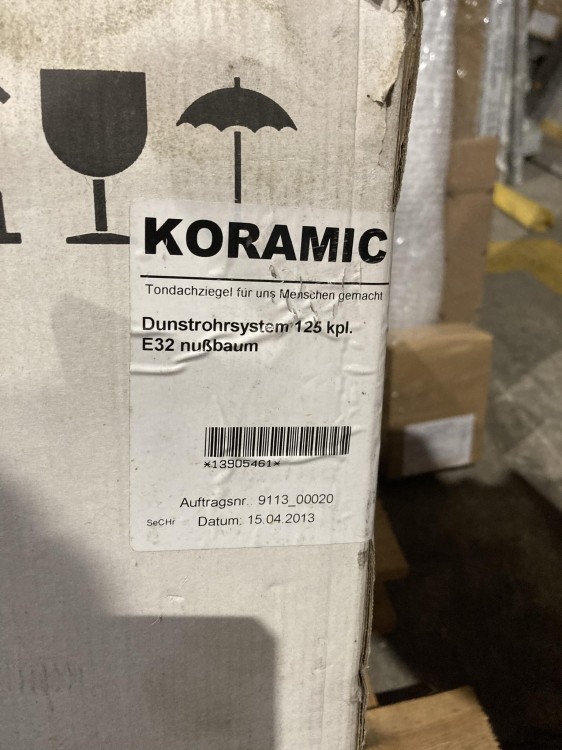 KORAMIC
Tondachziegel für uns Menschen gemacht
Dunstrohrsystem 125 kpl.
E32 nußbaum
*13905461*
Auftragsnr. 9113_00020
SeCHr Datum: 15.04.2013